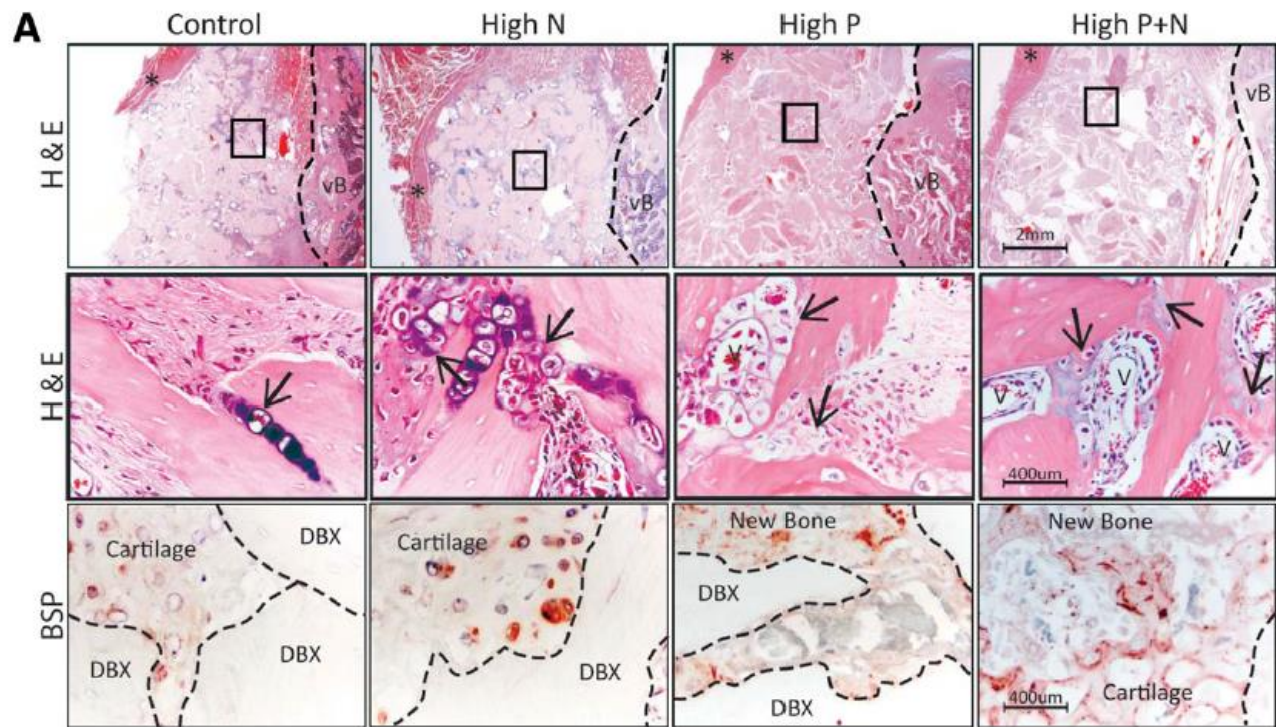 A
Control High N High P High P+N
H & E
* vB * vB * vB * vB
2mm
H & E
V V V V V
400um
BSP
Cartilage DBX Cartilage New Bone New Bone
DBX
DBX DBX DBX DBX Cartilage
400um